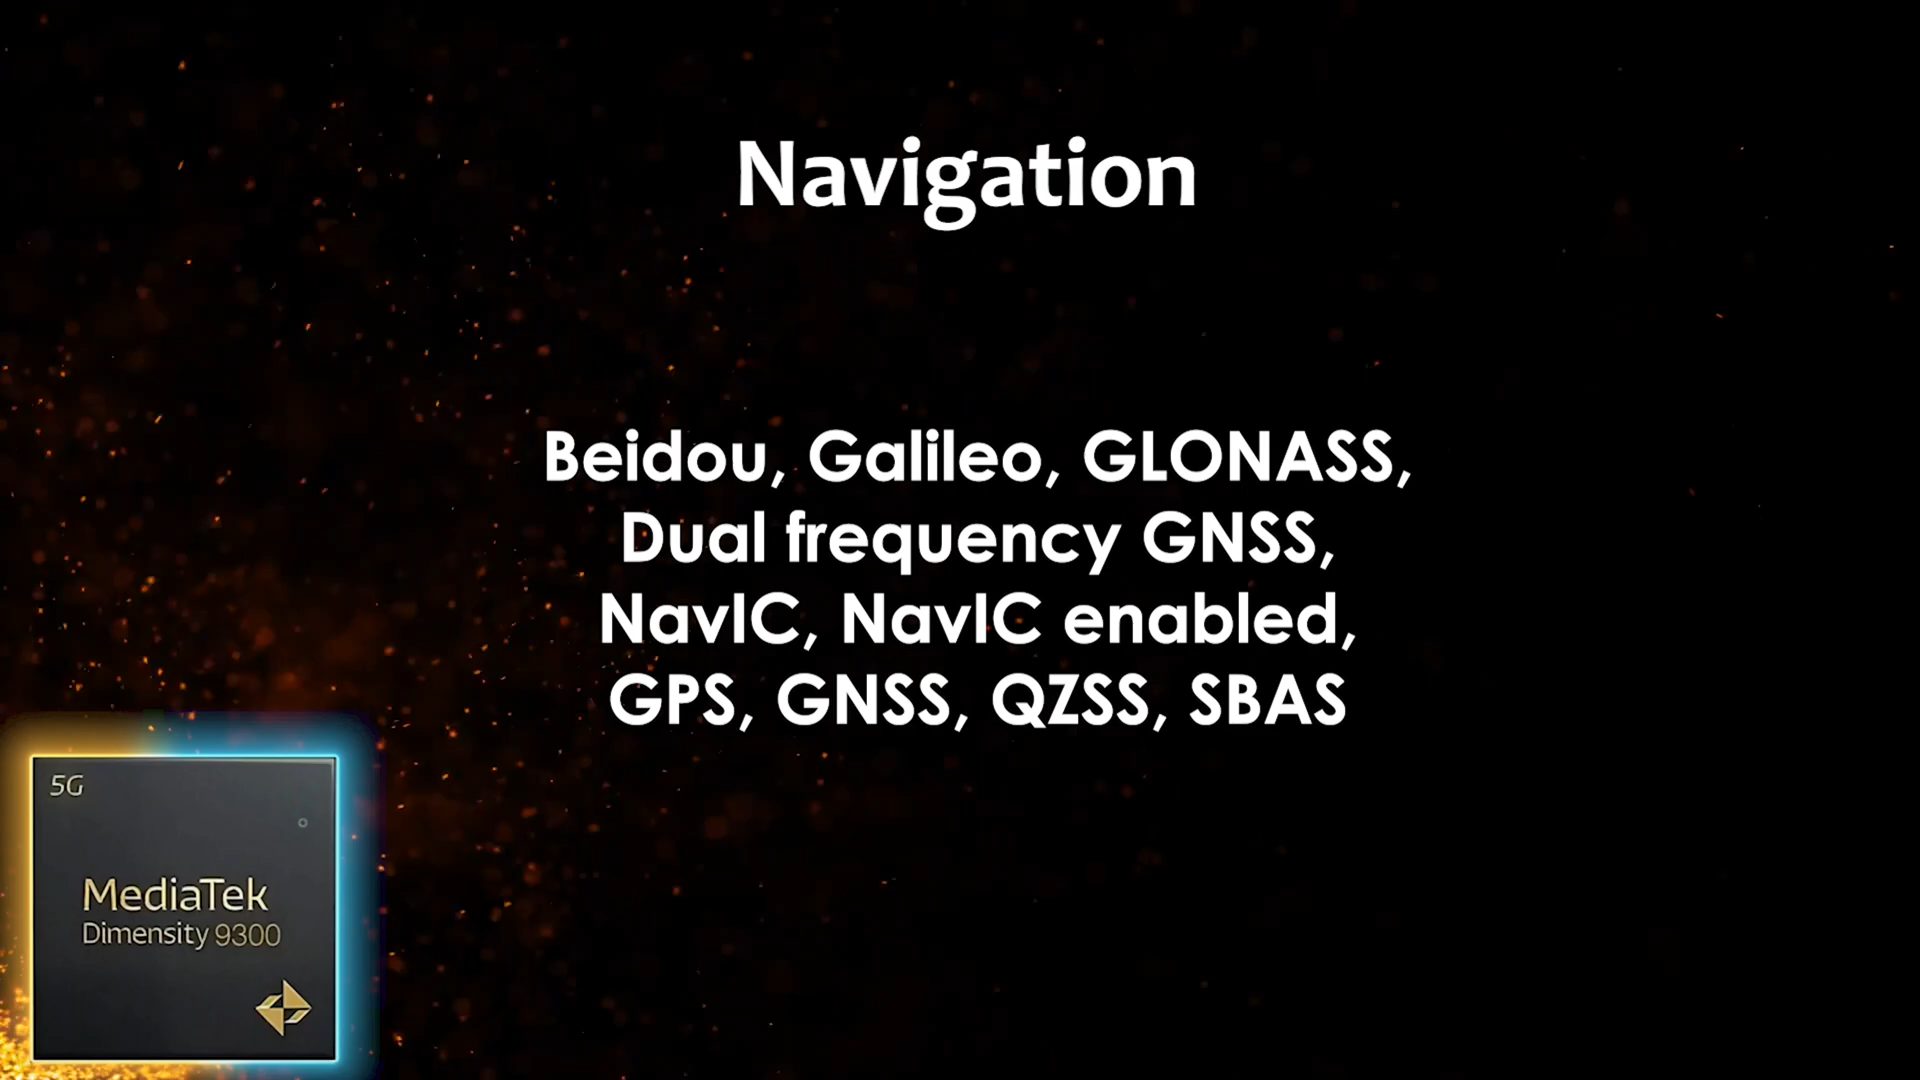 Navigation
Beidou, Galileo, GLONASS,
Dual frequency GNSS,
NavIC, NavIC enabled,
GPS, GNSS, QZSS, SBAS
5G
MediaTek
Dimensity 9300